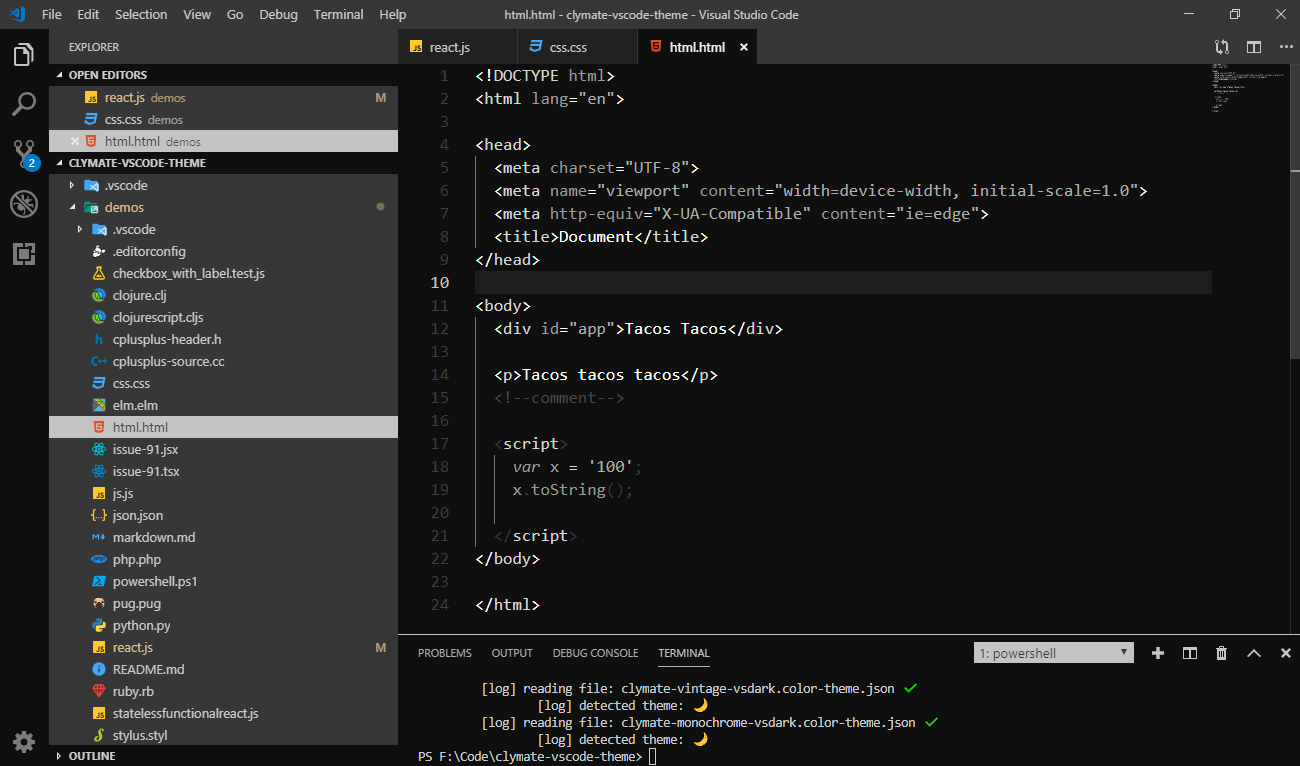 File Edit Selection View Go Debug Terminal Help html.html - clymate-vscode-theme - Visual Studio Code
EXPLORER
OPEN EDITORS
JS react.js demos M
css.css demos
html.html demos
2
CLYMATE-VSCODE-THEME
.vscode
demos
.vscode
.editorconfig
checkbox_with_label.test.js
clojure.clj
clojurescript.cljs
h cplusplus-header.h
C++ cplusplus-source.cc
css.css
elm.elm
html.html
issue-91.jsx
issue-91.tsx
JS js.js
{..} json.json
M↓ markdown.md
php php.php
powershell.ps1
pug.pug
python.py
JS react.js M
README.md
ruby.rb
JS statelessfunctionalreact.js
stylus.styl
OUTLINE
JS react.js css.css html.html ×
1 <!DOCTYPE html>
2 <html lang="en">
3
4 <head>
5 <meta charset="UTF-8">
6 <meta name="viewport" content="width=device-width, initial-scale=1.0">
7 <meta http-equiv="X-UA-Compatible" content="ie=edge">
8 <title>Document</title>
9 </head>
10
11 <body>
12 <div id="app">Tacos Tacos</div>
13
14 <p>Tacos tacos tacos</p>
15 <!--comment-->
16
17 <script>
18 var x = '100';
19 x.toString();
20
21 </script>
22 </body>
23
24 </html>
PROBLEMS OUTPUT DEBUG CONSOLE TERMINAL 1: powershell
[log] reading file: clymate-vintage-vsdark.color-theme.json ✓
[log] detected theme: 🌙
[log] reading file: clymate-monochrome-vsdark.color-theme.json ✓
[log] detected theme: 🌙
PS F:\Code\clymate-vscode-theme>